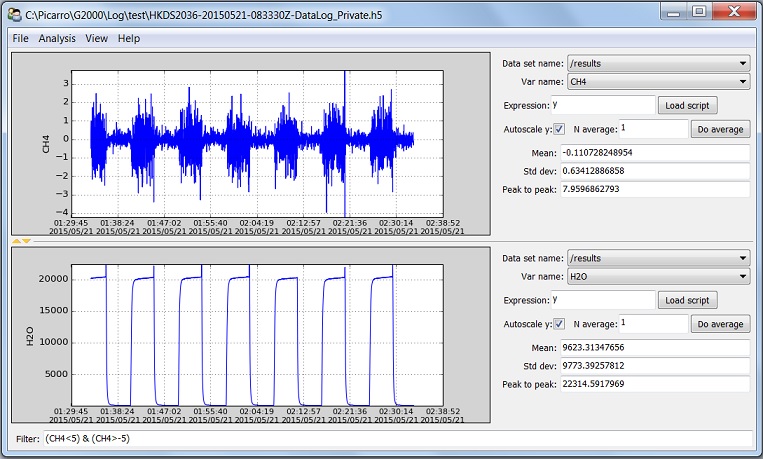 C:\Picarro\G2000\Log\test\HKDS2036-20150521-083330Z-DataLog_Private.h5
File Analysis View Help
CH4
3
2
1
0
−1
−2
−3
−4
01:29:45 01:38:24 01:47:02 01:55:40 02:04:19 02:12:57 02:21:36 02:30:14 02:38:52
2015/05/21 2015/05/21 2015/05/21 2015/05/21 2015/05/21 2015/05/21 2015/05/21 2015/05/21 2015/05/21
Data set name: /results
Var name: CH4
Expression: y Load script
Autoscale y: N average: 1 Do average
Mean: -0.110728248954
Std dev: 0.63412886858
Peak to peak: 7.9596862793
H2O
20000
15000
10000
5000
01:29:45 01:38:24 01:47:02 01:55:40 02:04:19 02:12:57 02:21:36 02:30:14 02:38:52
2015/05/21 2015/05/21 2015/05/21 2015/05/21 2015/05/21 2015/05/21 2015/05/21 2015/05/21 2015/05/21
Data set name: /results
Var name: H2O
Expression: y Load script
Autoscale y: N average: 1 Do average
Mean: 9623.31347656
Std dev: 9773.39257812
Peak to peak: 22314.5917969
Filter: (CH4<5) & (CH4>-5)